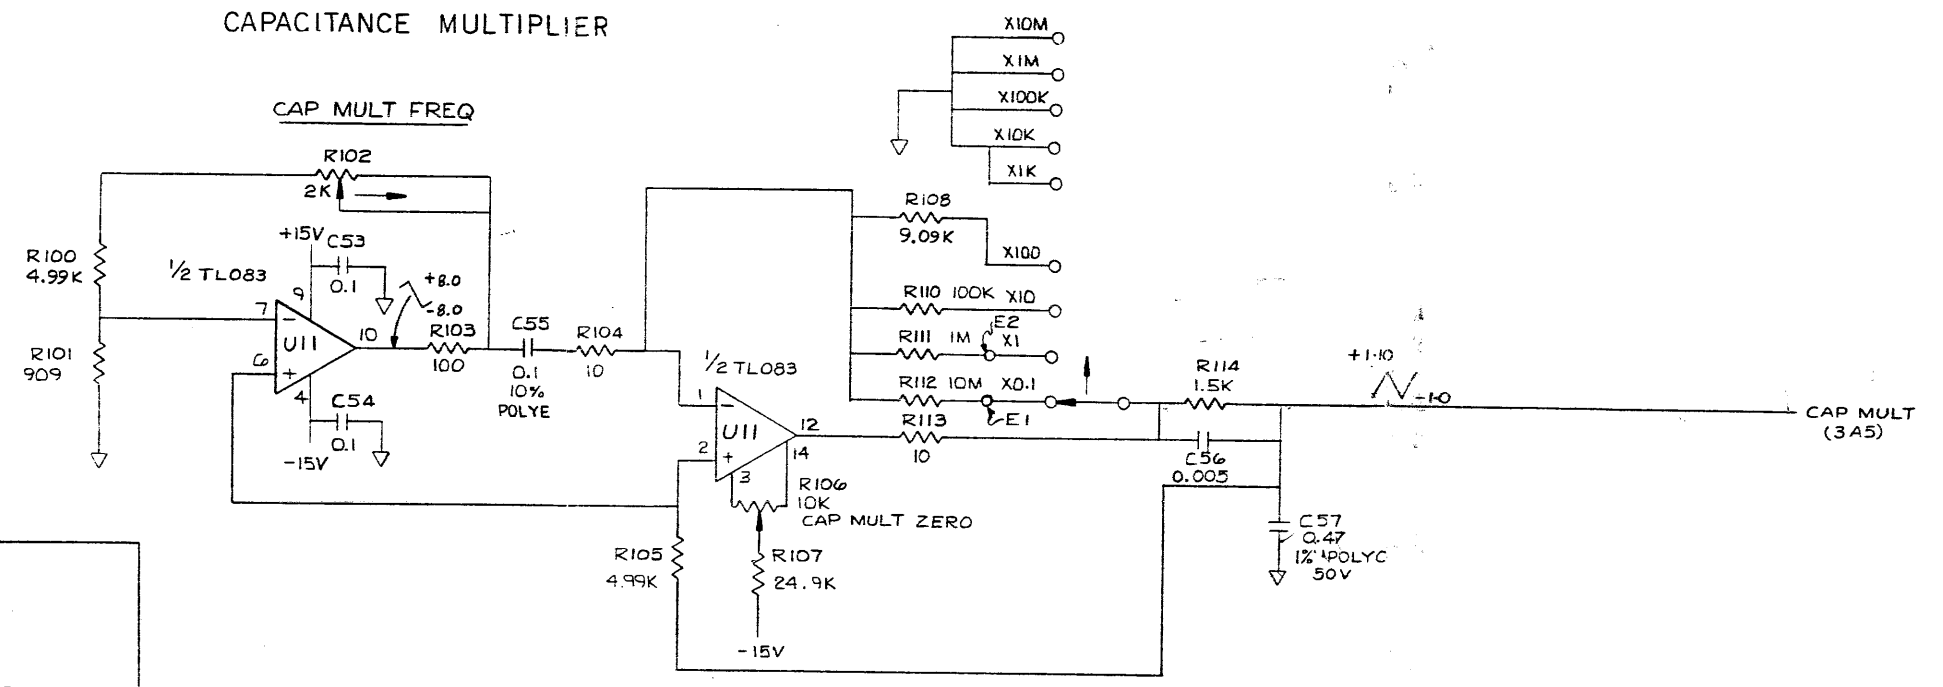 CAPACITANCE MULTIPLIER
CAP MULT FREQ
R102
2K
R100
4.99K
R101
909
1/2 TL083
+15V
C53
0.1
9
7
6
U11
-
+
4
10
+8.0
-8.0
R103
100
C54
0.1
-15V
C55
0.1
10%
POLYE
R104
10
1/2 TL083
1
2
U11
-
+
12
14
3
R106
10K
CAP MULT ZERO
R105
4.99K
R107
24.9K
-15V
X10M
X1M
X100K
X10K
X1K
R108
9.09K
X100
R110 100K X10
R111 1M X1
E2
R112 10M X0.1
E1
R113
10
R114
1.5K
C56
0.005
C57
0.47
1% POLYC
50V
+1.10
-1.0
CAP MULT
(3A5)